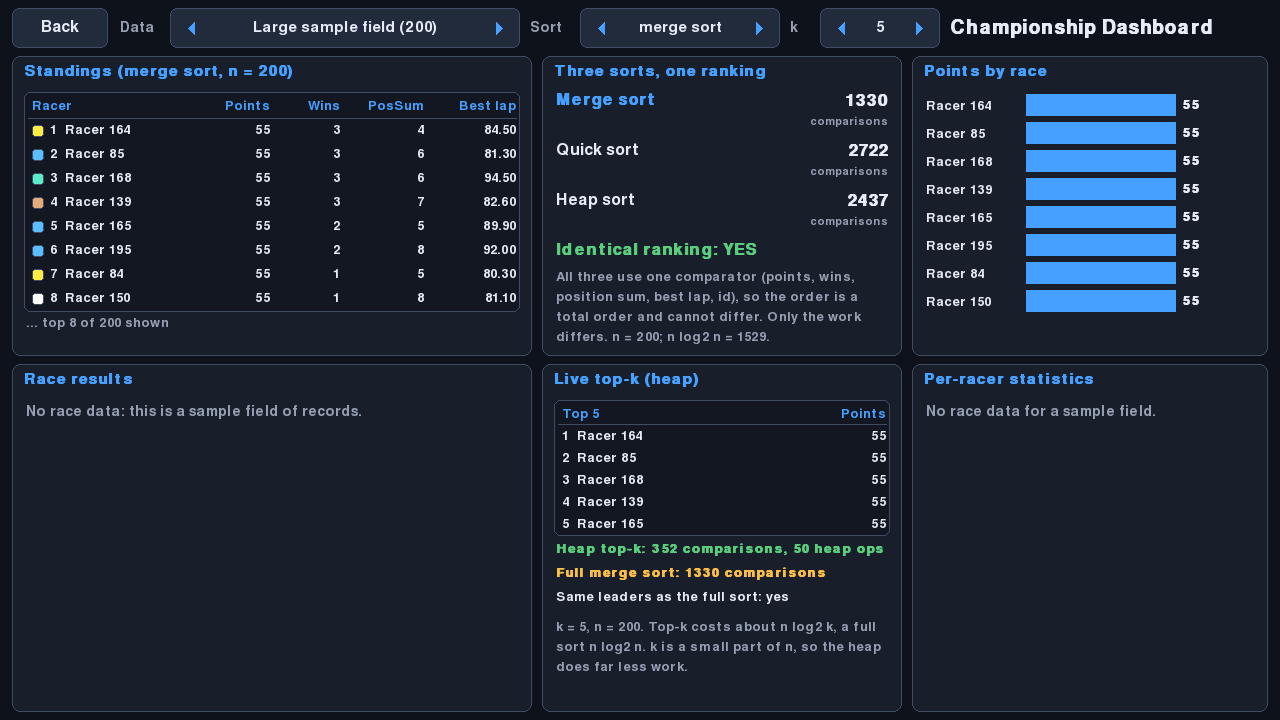 Back Data Large sample field (200) Sort merge sort k 5 Championship Dashboard
Standings (merge sort, n = 200)
Racer Points Wins PosSum Best lap
1 Racer 164 55 3 4 84.50
2 Racer 85 55 3 6 81.30
3 Racer 168 55 3 6 94.50
4 Racer 139 55 3 7 82.60
5 Racer 165 55 2 5 89.90
6 Racer 195 55 2 8 92.00
7 Racer 84 55 1 5 80.30
8 Racer 150 55 1 8 81.10
... top 8 of 200 shown
Three sorts, one ranking
Merge sort 1330
comparisons
Quick sort 2722
comparisons
Heap sort 2437
comparisons
Identical ranking: YES
All three use one comparator (points, wins,
position sum, best lap, id), so the order is a
total order and cannot differ. Only the work
differs. n = 200; n log2 n = 1529.
Points by race
Racer 164 55
Racer 85 55
Racer 168 55
Racer 139 55
Racer 165 55
Racer 195 55
Racer 84 55
Racer 150 55
Race results
No race data: this is a sample field of records.
Live top-k (heap)
Top 5 Points
1 Racer 164 55
2 Racer 85 55
3 Racer 168 55
4 Racer 139 55
5 Racer 165 55
Heap top-k: 352 comparisons, 50 heap ops
Full merge sort: 1330 comparisons
Same leaders as the full sort: yes
k = 5, n = 200. Top-k costs about n log2 k, a full
sort n log2 n. k is a small part of n, so the heap
does far less work.
Per-racer statistics
No race data for a sample field.